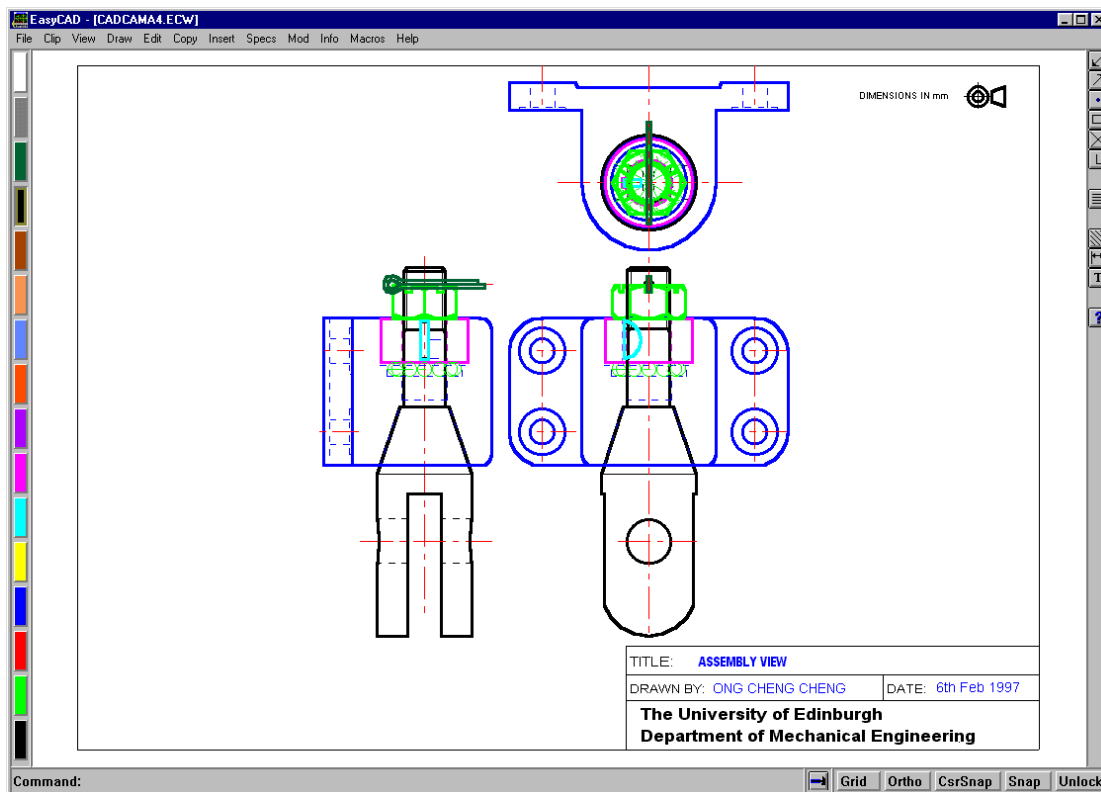 EasyCAD - [CADCAMA4.ECW]
File Clip View Draw Edit Copy Insert Specs Mod Info Macros Help
DIMENSIONS IN mm
T
?
TITLE: ASSEMBLY VIEW
DRAWN BY: ONG CHENG CHENG DATE: 6th Feb 1997
The University of Edinburgh
Department of Mechanical Engineering
Command: Grid Ortho CsrSnap Snap Unlock